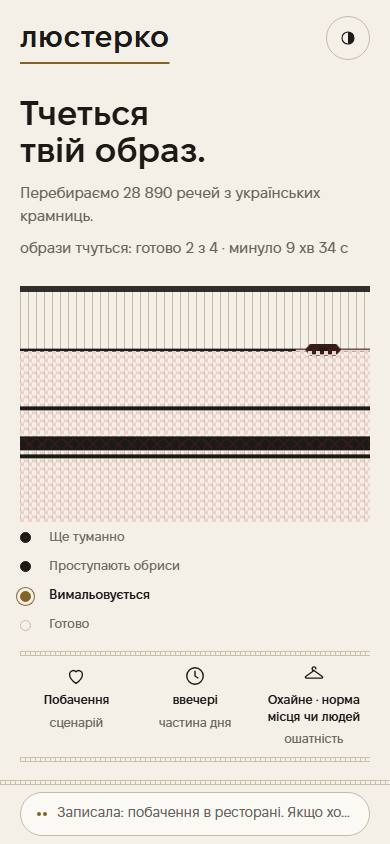 люстерко
Тчеться
твій образ.
Перебираємо 28 890 речей з українських
крамниць.
образи тчуться: готово 2 з 4 · минуло 9 хв 34 с
Ще туманно
Проступають обриси
Вимальовується
Готово
Побачення
сценарій
ввечері
частина дня
Охайне · норма
місця чи людей
ошатність
Записала: побачення в ресторані. Якщо хо...